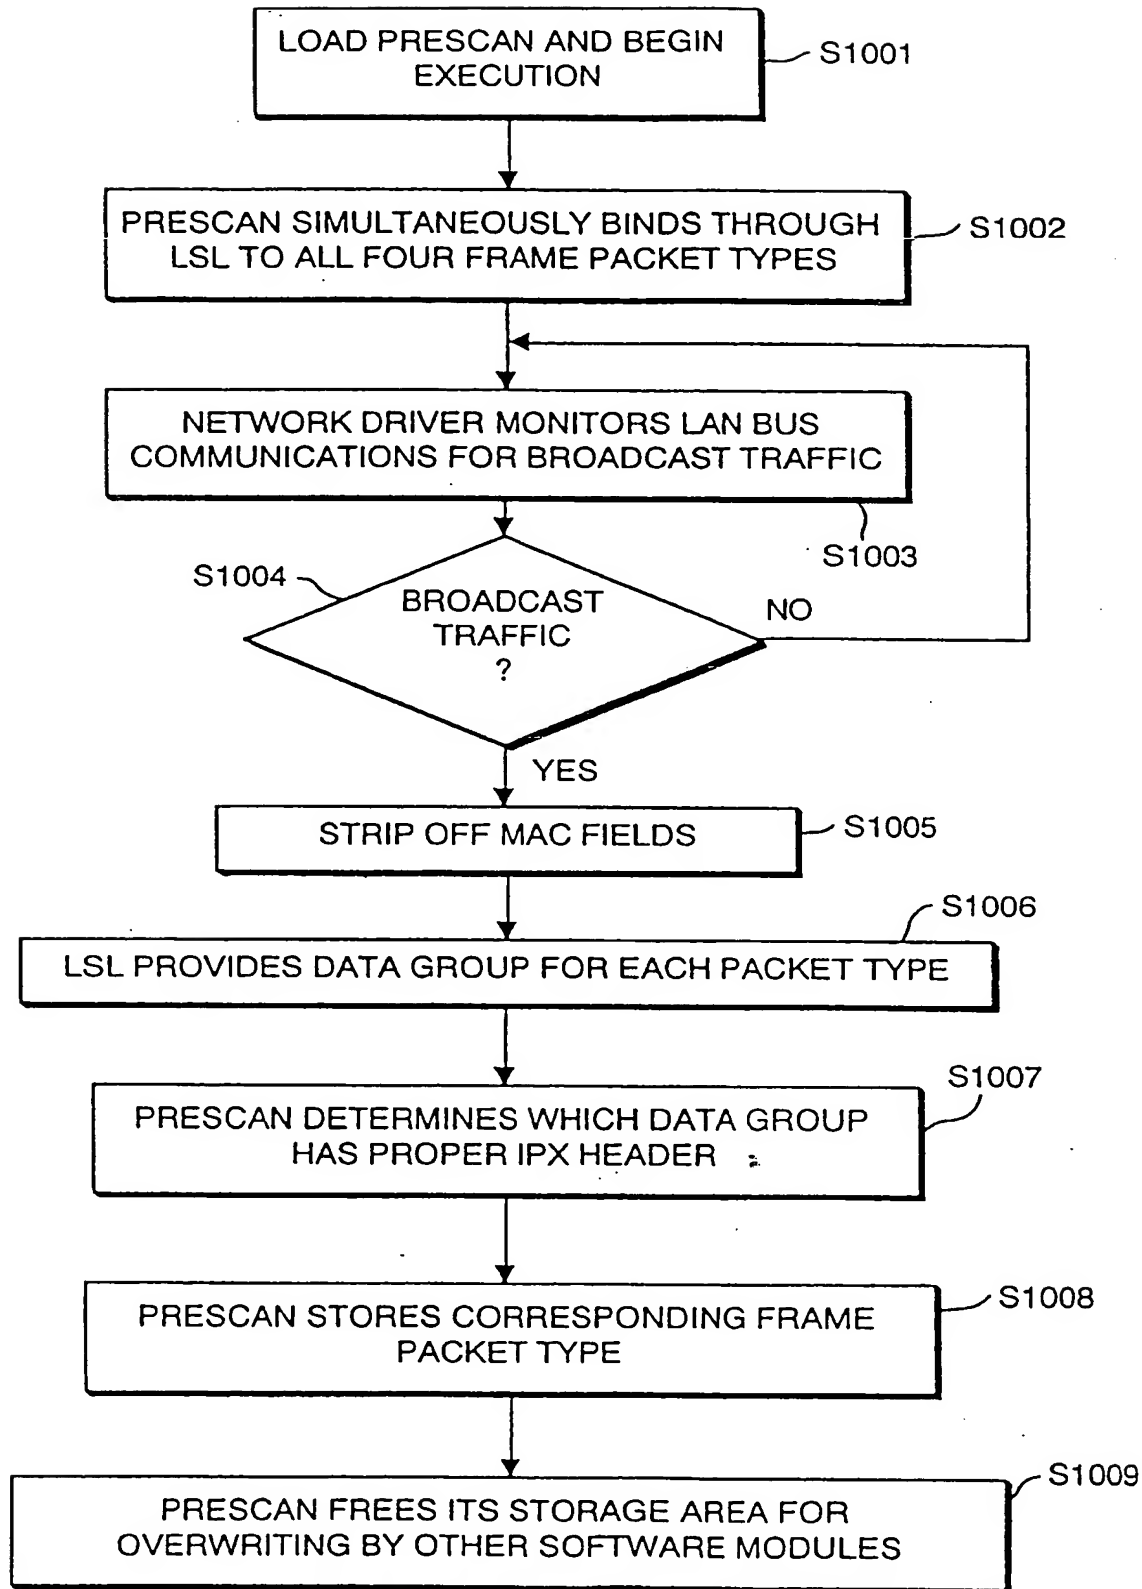 LOAD PRESCAN AND BEGIN
EXECUTION
S1001
PRESCAN SIMULTANEOUSLY BINDS THROUGH
LSL TO ALL FOUR FRAME PACKET TYPES
S1002
NETWORK DRIVER MONITORS LAN BUS
COMMUNICATIONS FOR BROADCAST TRAFFIC
S1003
S1004
BROADCAST
TRAFFIC
?
NO
YES
STRIP OFF MAC FIELDS
S1005
S1006
LSL PROVIDES DATA GROUP FOR EACH PACKET TYPE
S1007
PRESCAN DETERMINES WHICH DATA GROUP
HAS PROPER IPX HEADER
S1008
PRESCAN STORES CORRESPONDING FRAME
PACKET TYPE
S1009
PRESCAN FREES ITS STORAGE AREA FOR
OVERWRITING BY OTHER SOFTWARE MODULES